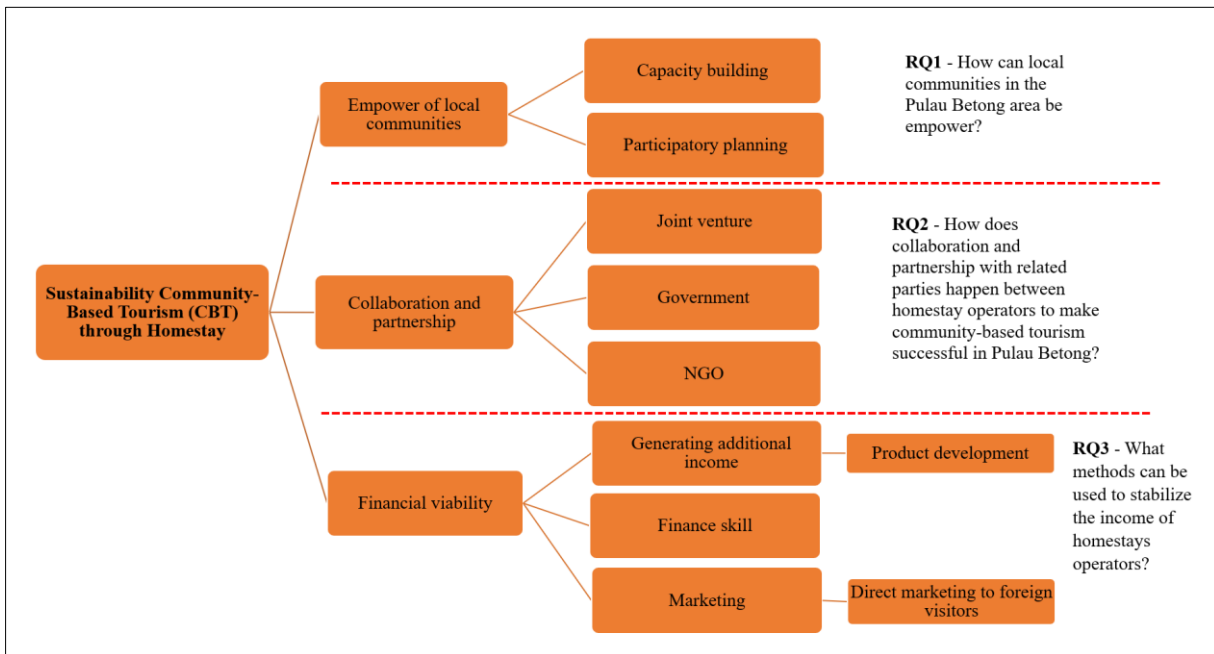 Sustainability Community-
Based Tourism (CBT)
through Homestay
Empower of local
communities
Capacity building
Participatory planning
RQ1 - How can local
communities in the
Pulau Betong area be
empower?
Collaboration and
partnership
Joint venture
Government
NGO
RQ2 - How does
collaboration and
partnership with related
parties happen between
homestay operators to make
community-based tourism
successful in Pulau Betong?
Financial viability
Generating additional
income
Product development
Finance skill
Marketing
Direct marketing to foreign
visitors
RQ3 - What
methods can be
used to stabilize
the income of
homestays
operators?